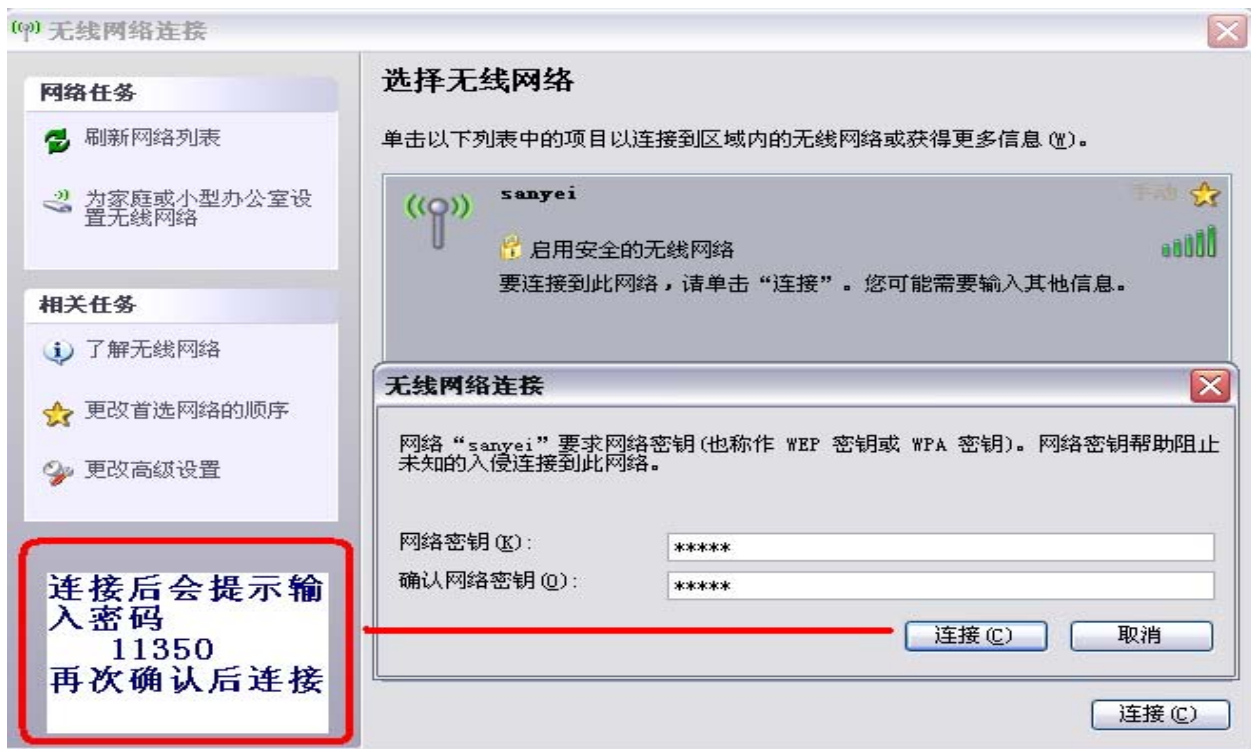 无线网络连接
网络任务
刷新网络列表
为家庭或小型办公室设
置无线网络
相关任务
了解无线网络
更改首选网络的顺序
更改高级设置
连接后会提示输
入密码
11350
再次确认后连接
选择无线网络
单击以下列表中的项目以连接到区域内的无线网络或获得更多信息(W)。
sanyei
手动
启用安全的无线网络
要连接到此网络，请单击“连接”。您可能需要输入其他信息。
无线网络连接
网络“sanyei”要求网络密钥(也称作 WEP 密钥或 WPA 密钥)。网络密钥帮助阻止
未知的入侵连接到此网络。
网络密钥(K):
*****
确认网络密钥(O):
*****
连接(C)
取消
连接(C)